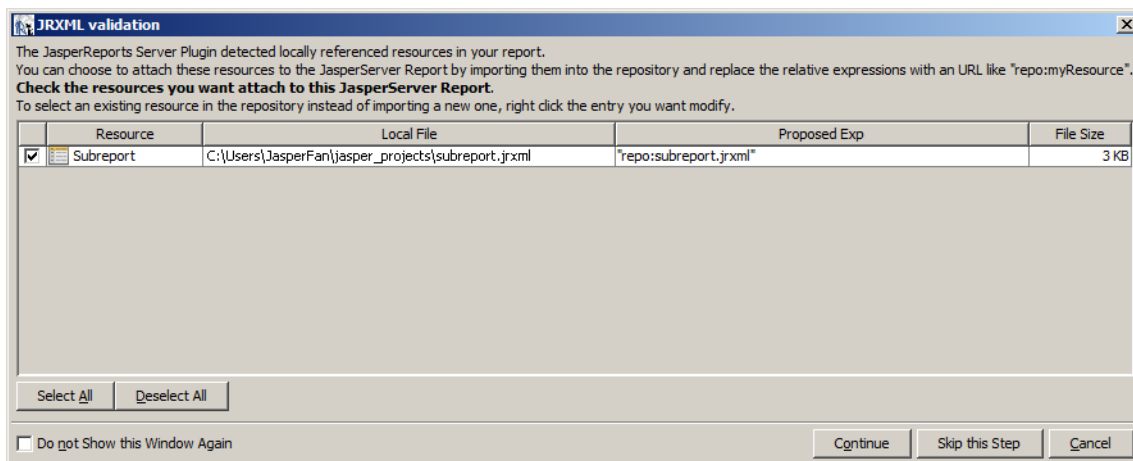 JRXML validation
The JasperReports Server Plugin detected locally referenced resources in your report.
You can choose to attach these resources to the JasperServer Report by importing them into the repository and replace the relative expressions with an URL like "repo:myResource".
Check the resources you want attach to this JasperServer Report.
To select an existing resource in the repository instead of importing a new one, right click the entry you want modify.
Resource Local File Proposed Exp File Size
Subreport C:\Users\JasperFan\jasper_projects\subreport.jrxml "repo:subreport.jrxml" 3 KB
Select All Deselect All
Do not Show this Window Again Continue Skip this Step Cancel